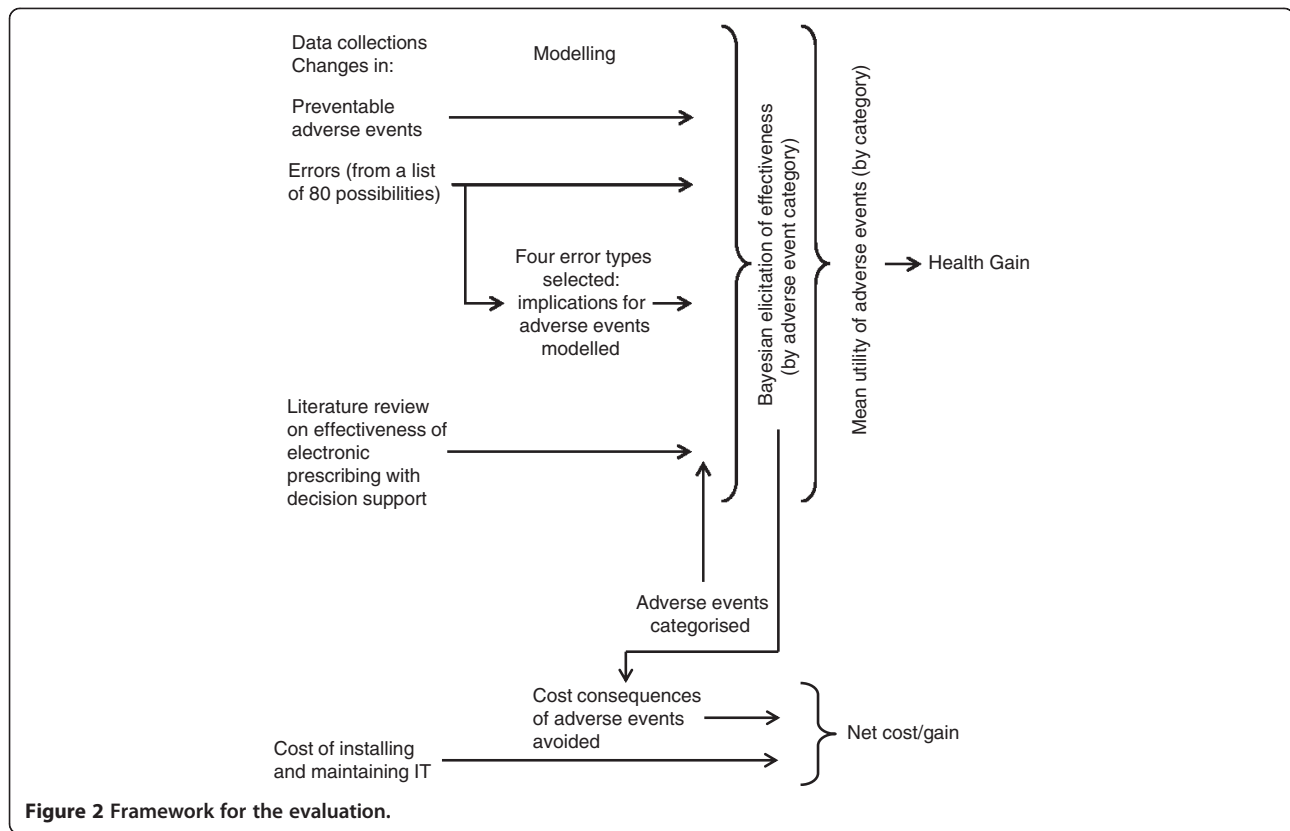 Data collections
Changes in:
Modelling
Preventable
adverse events
Errors (from a list
of 80 possibilities)
Four error types
selected:
implications for
adverse events
modelled
Literature review
on effectiveness of
electronic
prescribing with
decision support
Adverse events
categorised
Bayesian elicitation of effectiveness
(by adverse event category)
Mean utility of adverse events (by category)
Health Gain
Cost consequences
of adverse events
avoided
Cost of installing
and maintaining IT
Net cost/gain
Figure 2 Framework for the evaluation.